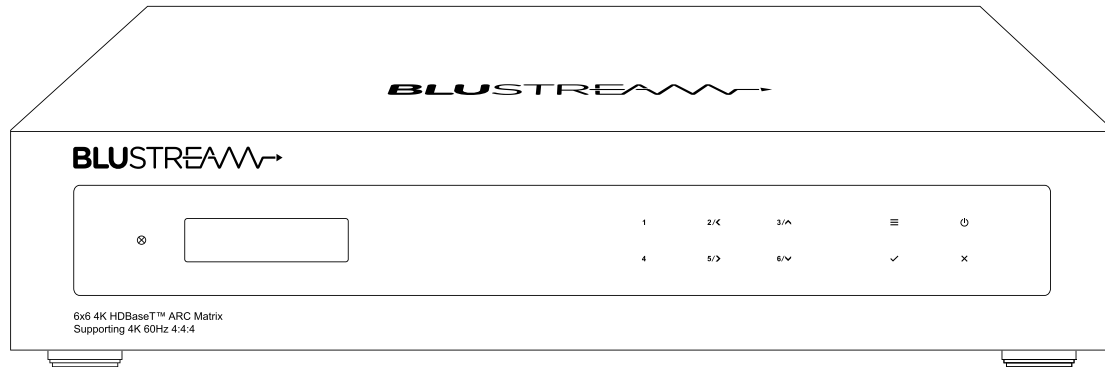 BLUSTREAM
BLUSTREAM
1 2/< 3/^
4 5/> 6/v
6x6 4K HDBaseT™ ARC Matrix
Supporting 4K 60Hz 4:4:4